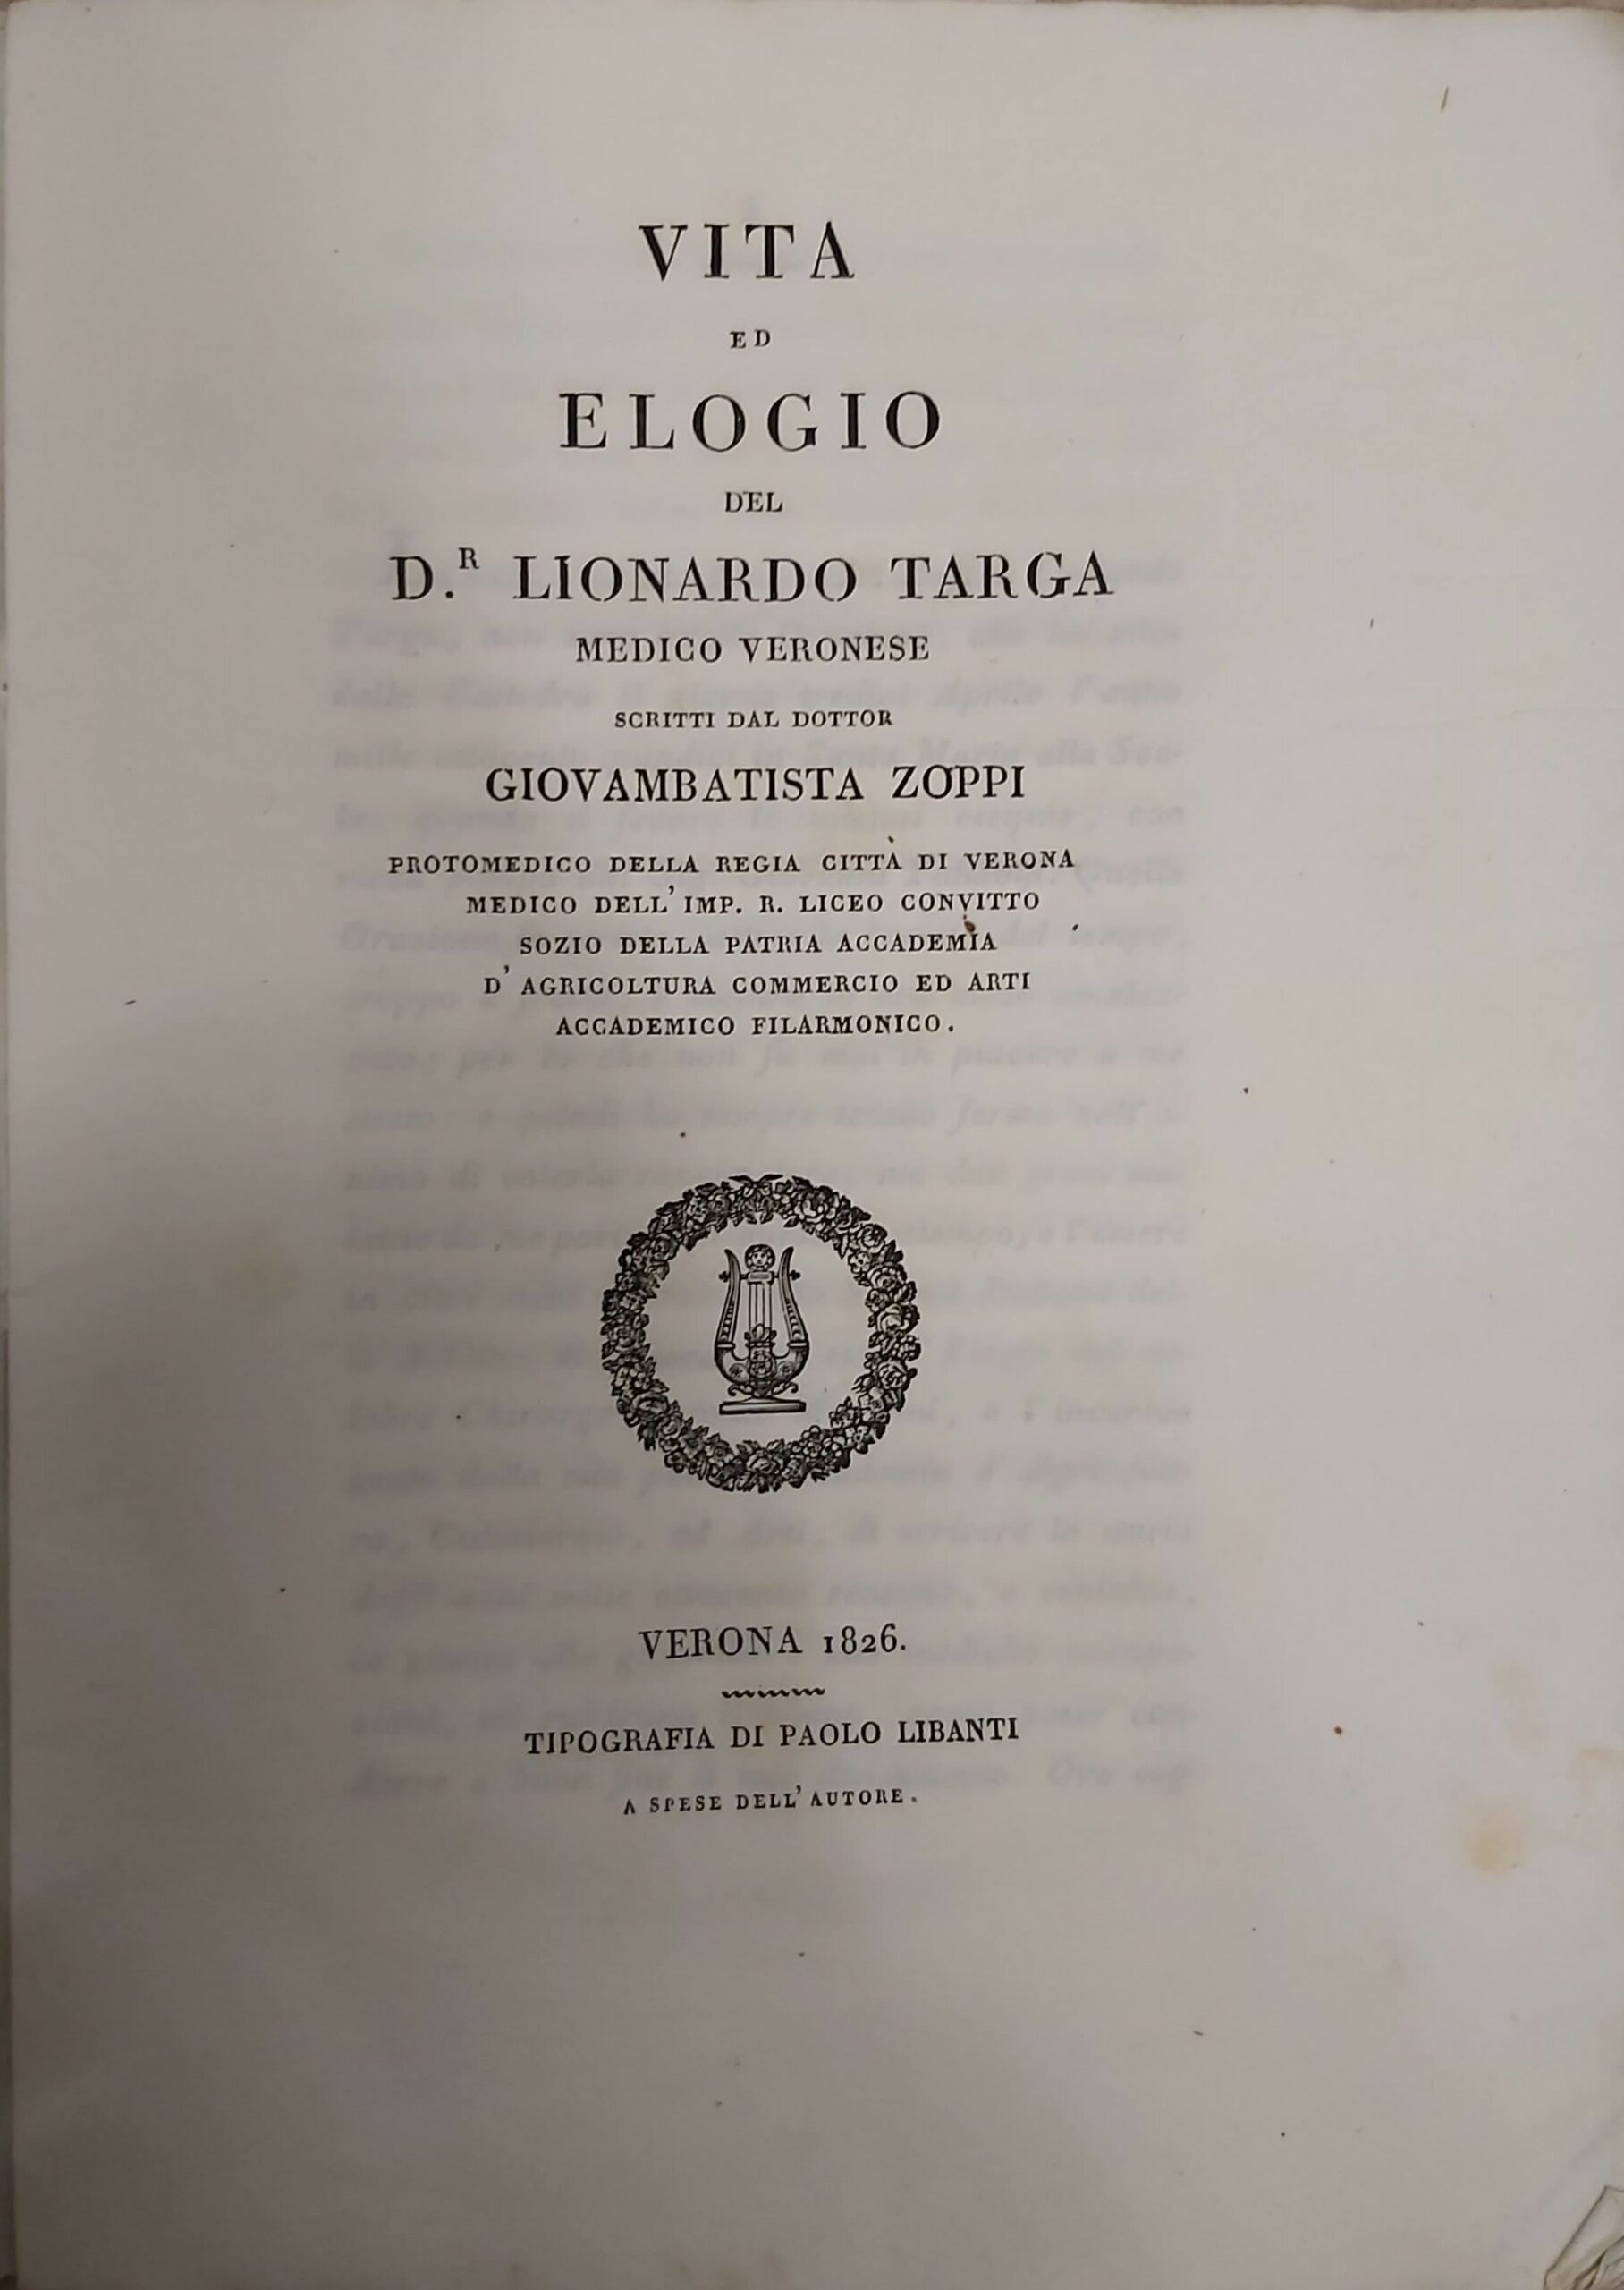 VITA
ED
ELOGIO
DEL
D.ᴿ LIONARDO TARGA
MEDICO VERONESE
SCRITTI DAL DOTTOR
GIOVAMBATISTA ZOPPI
PROTOMEDICO DELLA REGIA CITTÀ DI VERONA
MEDICO DELL' IMP. R. LICEO CONVITTO
SOZIO DELLA PATRIA ACCADEMIA
D' AGRICOLTURA COMMERCIO ED ARTI
ACCADEMICO FILARMONICO.
VERONA 1826.
TIPOGRAFIA DI PAOLO LIBANTI
A SPESE DELL' AUTORE.